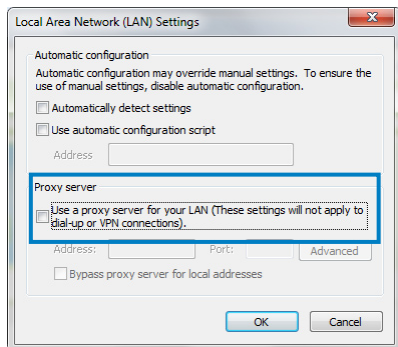 Local Area Network (LAN) Settings
Automatic configuration
Automatic configuration may override manual settings. To ensure the
use of manual settings, disable automatic configuration.
Automatically detect settings
Use automatic configuration script
Address
Proxy server
Use a proxy server for your LAN (These settings will not apply to
dial-up or VPN connections).
Address: Port: Advanced
Bypass proxy server for local addresses
OK Cancel